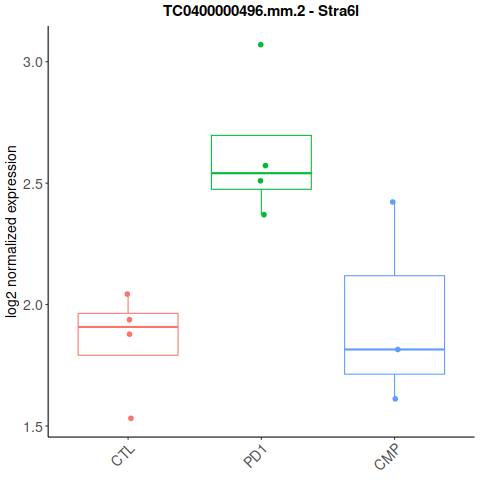 TC0400000496.mm.2 - Stra6l
log2 normalized expression
3.0
2.5
2.0
1.5
CTL
PD1
CMP